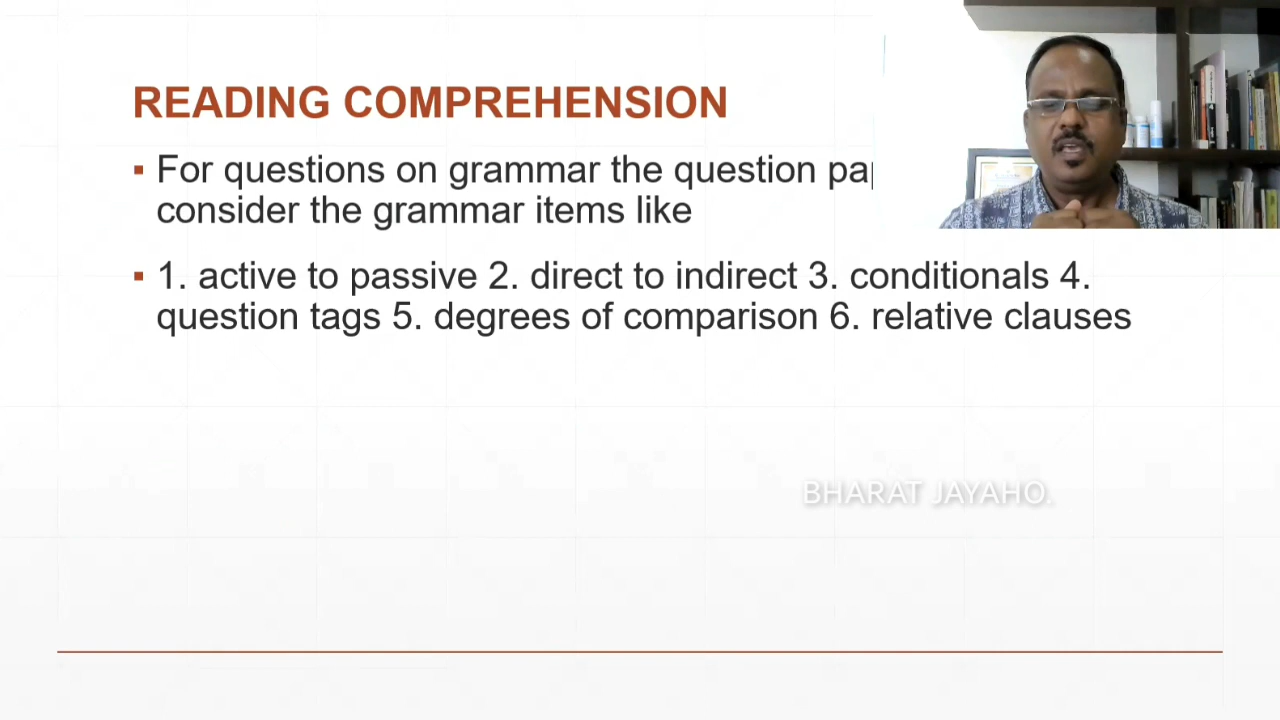 READING COMPREHENSION
▪ For questions on grammar the question
consider the grammar items like
▪ 1. active to passive 2. direct to indirect 3. conditionals 4.
question tags 5. degrees of comparison 6. relative clauses
BHARAT JAYAHO.